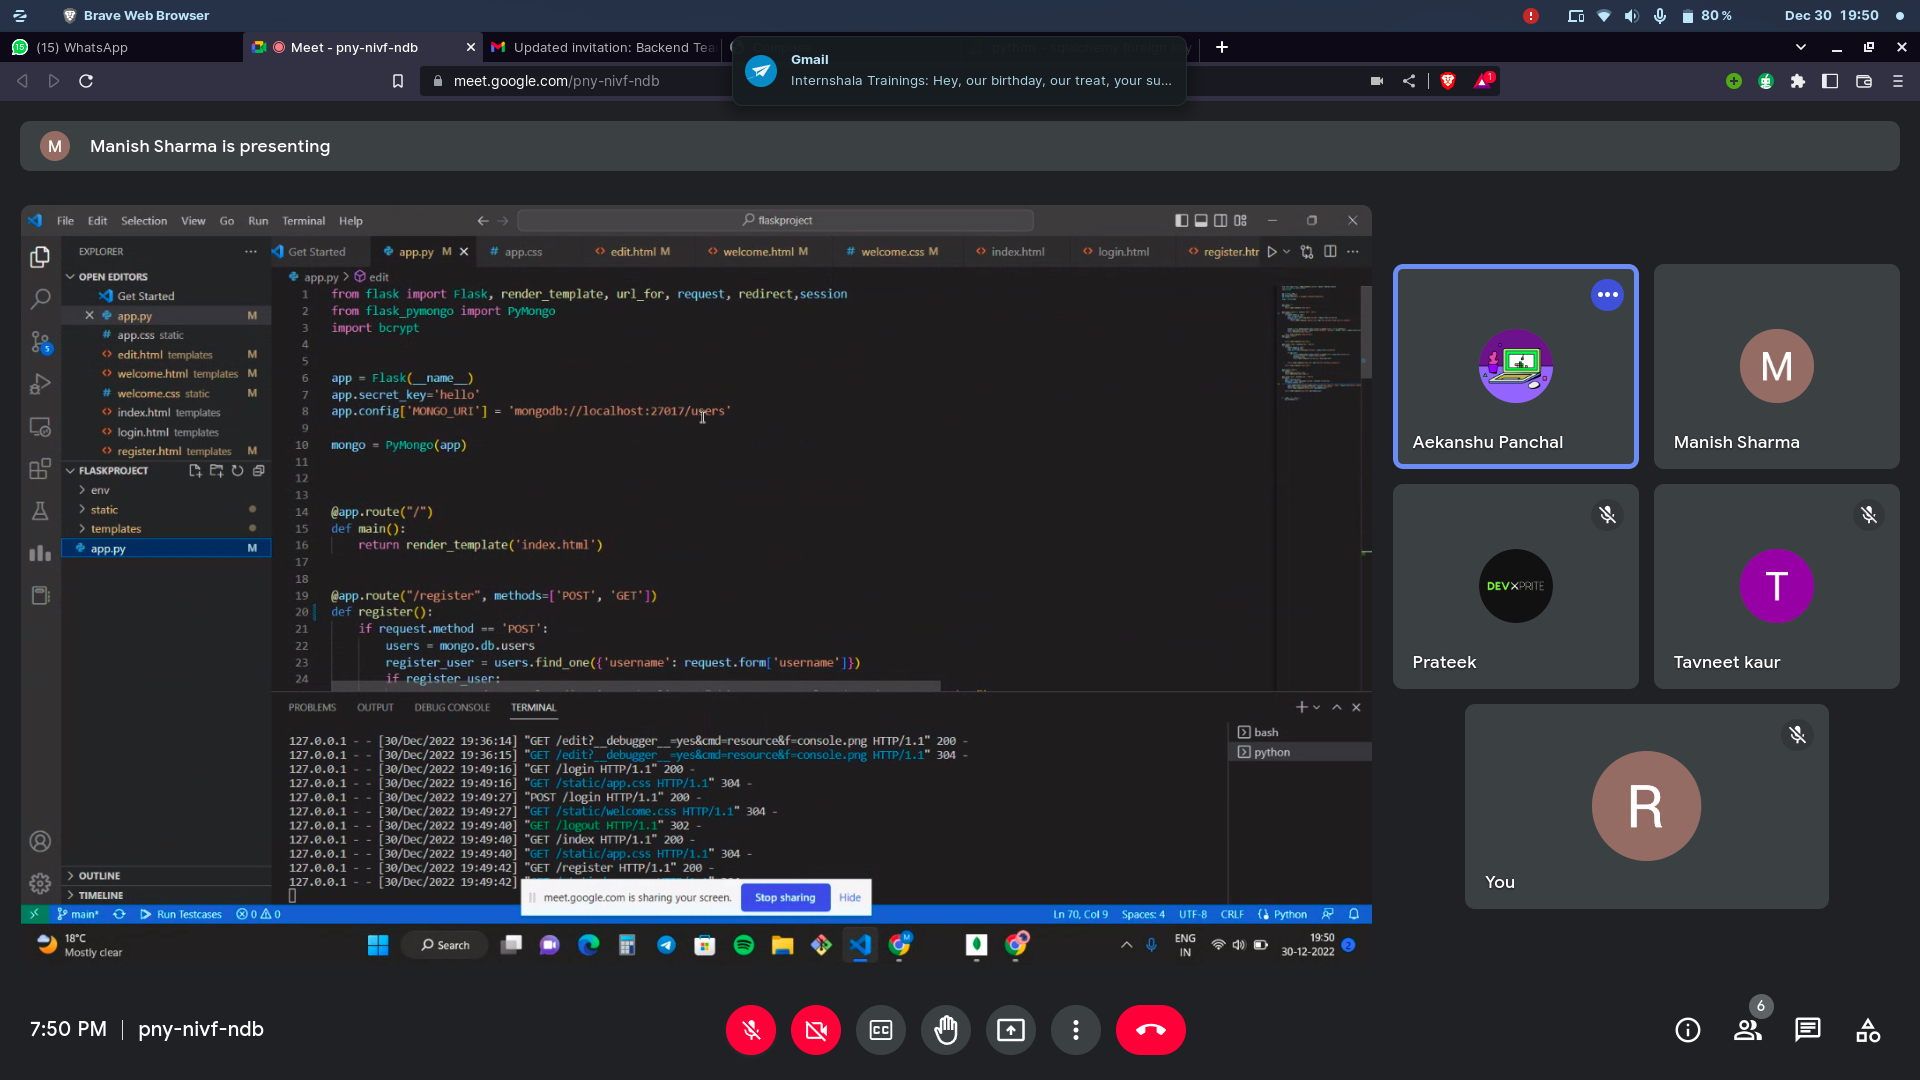 Brave Web Browser
80 %
Dec 30 19:50
15
(15) WhatsApp
Meet - pny-nivf-ndb
Updated invitation: Backend Tea
meet.google.com/pny-nivf-ndb
Gmail
Internshala Trainings: Hey, our birthday, our treat, your su...
1
M
Manish Sharma is presenting
File Edit Selection View Go Run Terminal Help
flaskproject
EXPLORER
Get Started
app.py M
app.css
edit.html M
welcome.html M
welcome.css M
index.html
login.html
register.htr
app.py > edit
OPEN EDITORS
Get Started
app.py M
app.css static
edit.html templates M
welcome.html templates M
welcome.css static M
index.html templates
login.html templates
register.html templates M
5
FLASKPROJECT
env
static
templates
app.py M
OUTLINE
TIMELINE
1 from flask import Flask, render_template, url_for, request, redirect,session
2 from flask_pymongo import PyMongo
3 import bcrypt
4
5
6 app = Flask(__name__)
7 app.secret_key='hello'
8 app.config['MONGO_URI'] = 'mongodb://localhost:27017/users'
9
10 mongo = PyMongo(app)
11
12
13
14 @app.route("/")
15 def main():
16 return render_template('index.html')
17
18
19 @app.route("/register", methods=['POST', 'GET'])
20 def register():
21 if request.method == 'POST':
22 users = mongo.db.users
23 register_user = users.find_one({'username': request.form['username']})
24 if register_user:
PROBLEMS OUTPUT DEBUG CONSOLE TERMINAL
127.0.0.1 - - [30/Dec/2022 19:36:14] "GET /edit?__debugger__=yes&cmd=resource&f=console.png HTTP/1.1" 200 -
127.0.0.1 - - [30/Dec/2022 19:36:15] "GET /edit?__debugger__=yes&cmd=resource&f=console.png HTTP/1.1" 304 -
127.0.0.1 - - [30/Dec/2022 19:49:16] "GET /login HTTP/1.1" 200 -
127.0.0.1 - - [30/Dec/2022 19:49:16] "GET /static/app.css HTTP/1.1" 304 -
127.0.0.1 - - [30/Dec/2022 19:49:27] "POST /login HTTP/1.1" 200 -
127.0.0.1 - - [30/Dec/2022 19:49:27] "GET /static/welcome.css HTTP/1.1" 304 -
127.0.0.1 - - [30/Dec/2022 19:49:40] "GET /logout HTTP/1.1" 302 -
127.0.0.1 - - [30/Dec/2022 19:49:40] "GET /index HTTP/1.1" 200 -
127.0.0.1 - - [30/Dec/2022 19:49:40] "GET /static/app.css HTTP/1.1" 304 -
127.0.0.1 - - [30/Dec/2022 19:49:42] "GET /register HTTP/1.1" 200 -
127.0.0.1 - - [30/Dec/2022 19:49:42]
bash
python
meet.google.com is sharing your screen. Stop sharing Hide
main* Run Testcases 0 0
Ln 70, Col 9 Spaces: 4 UTF-8 CRLF Python
18°C
Mostly clear
Search
ENG
IN
19:50
30-12-2022
2
Aekanshu Panchal
M
Manish Sharma
DEVXPRITE
Prateek
T
Tavneet kaur
R
You
7:50 PM | pny-nivf-ndb
CC
6